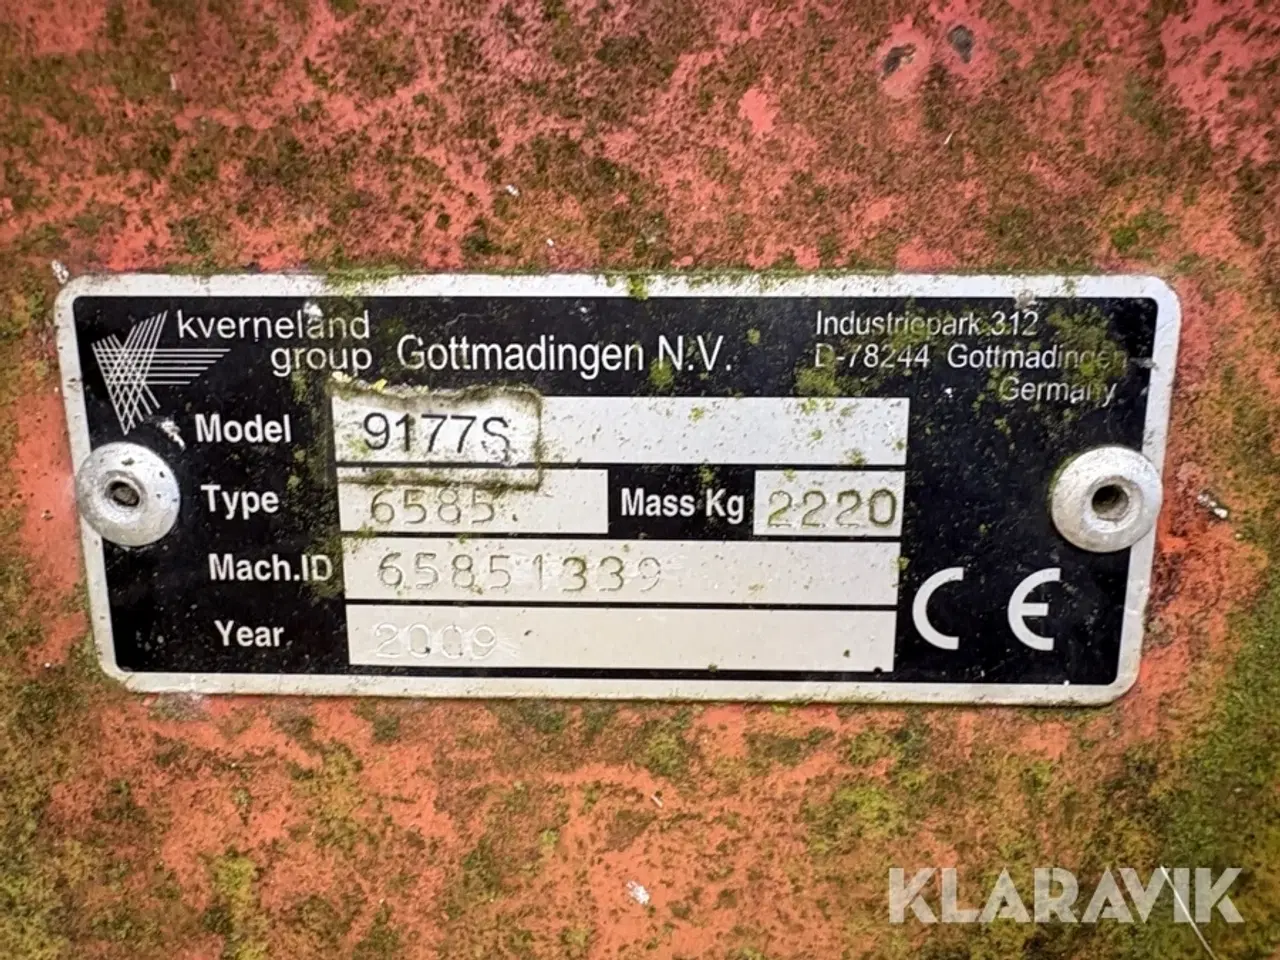 kverneland
group Gottmadingen N.V.
Industriepark 312
D-78244 Gottmadingen
Germany
Model 9177S
Type 6585 Mass Kg 2220
Mach.ID 65851339
Year 2009
CE
KLARAVIK